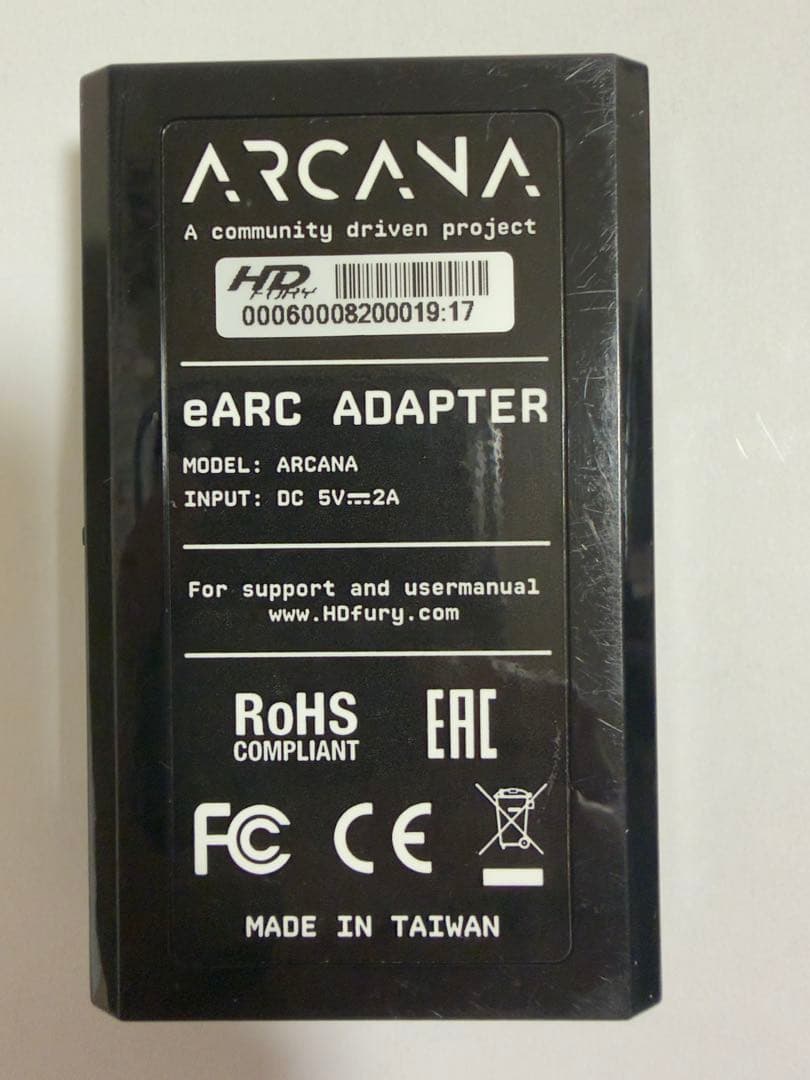 ARCANA
A community driven project
HD FURY
00060008200019:17
eARC ADAPTER
MODEL: ARCANA
INPUT: DC 5V⎓2A
For support and usermanual
www.HDfury.com
RoHS
COMPLIANT
EAC
FC CE
MADE IN TAIWAN